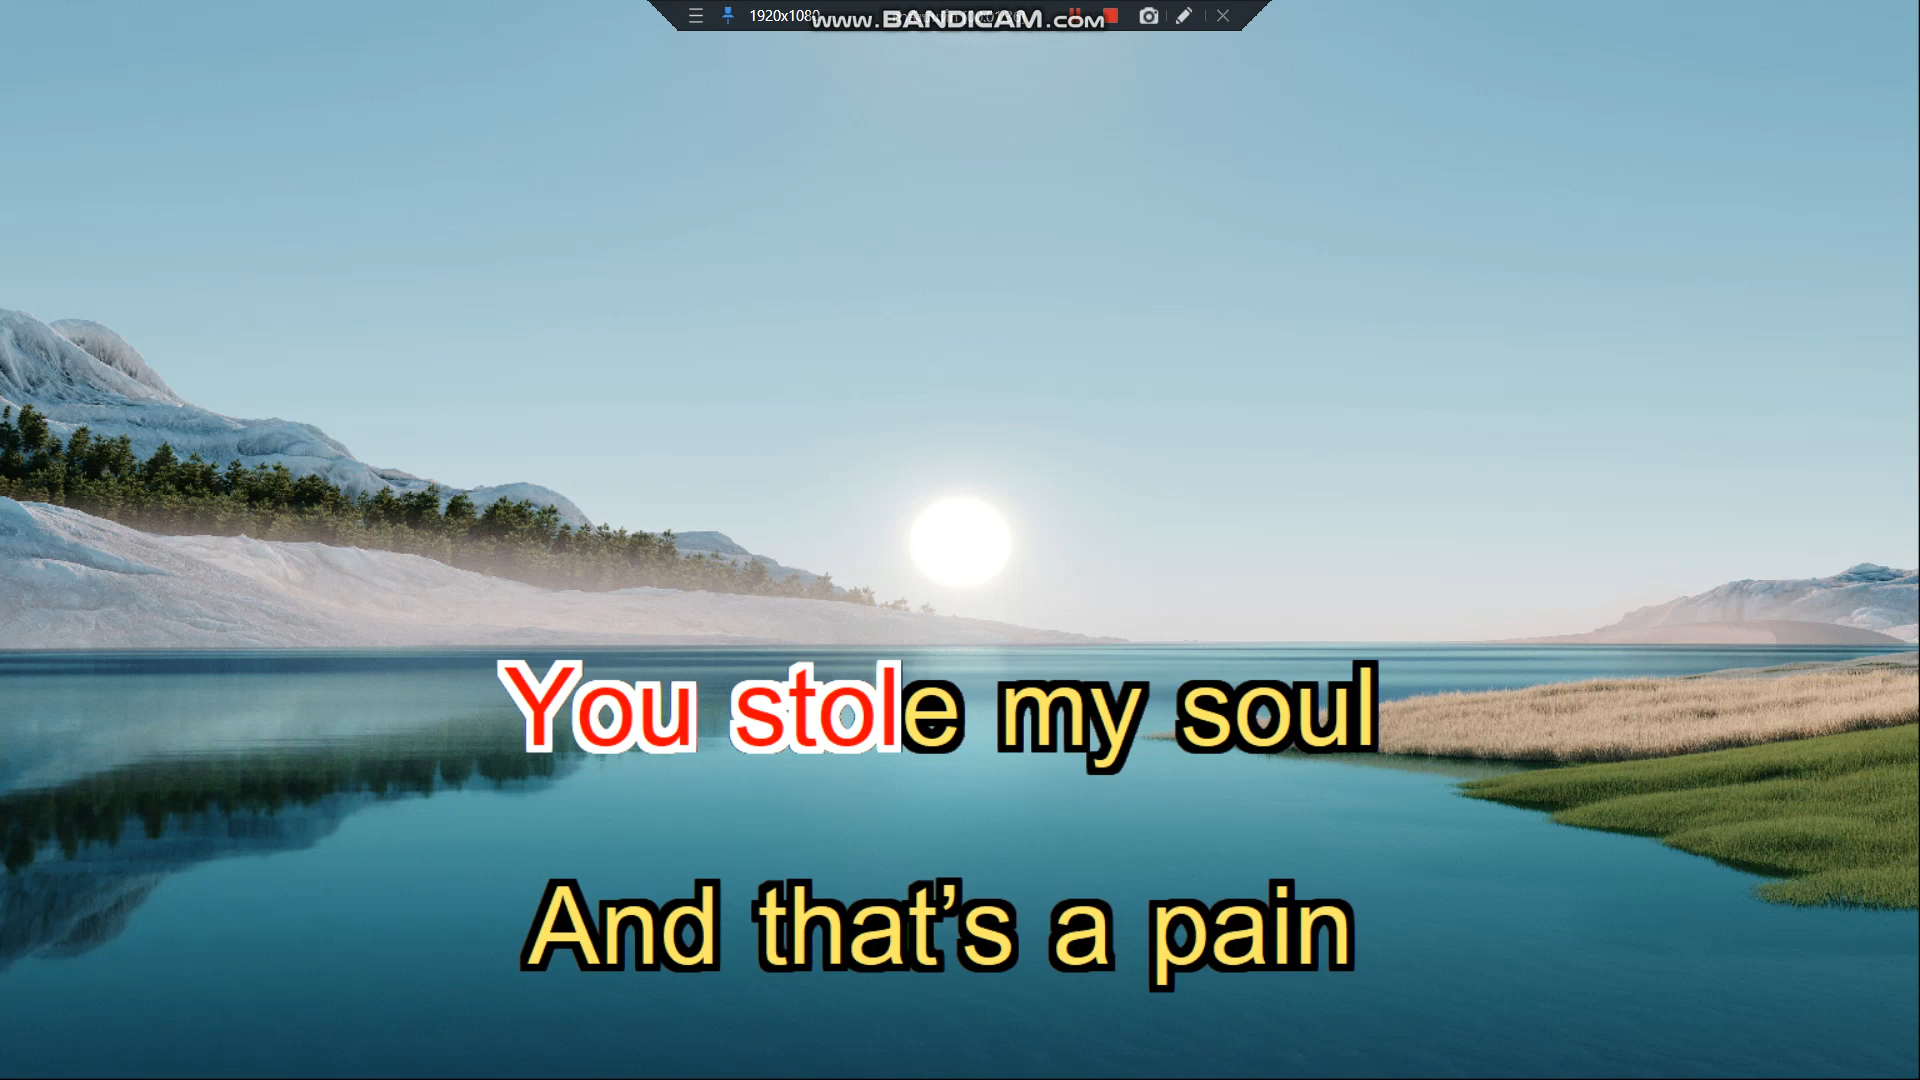 1920x1080
www.BANDICAM.com
You stole my soul
And that’s a pain